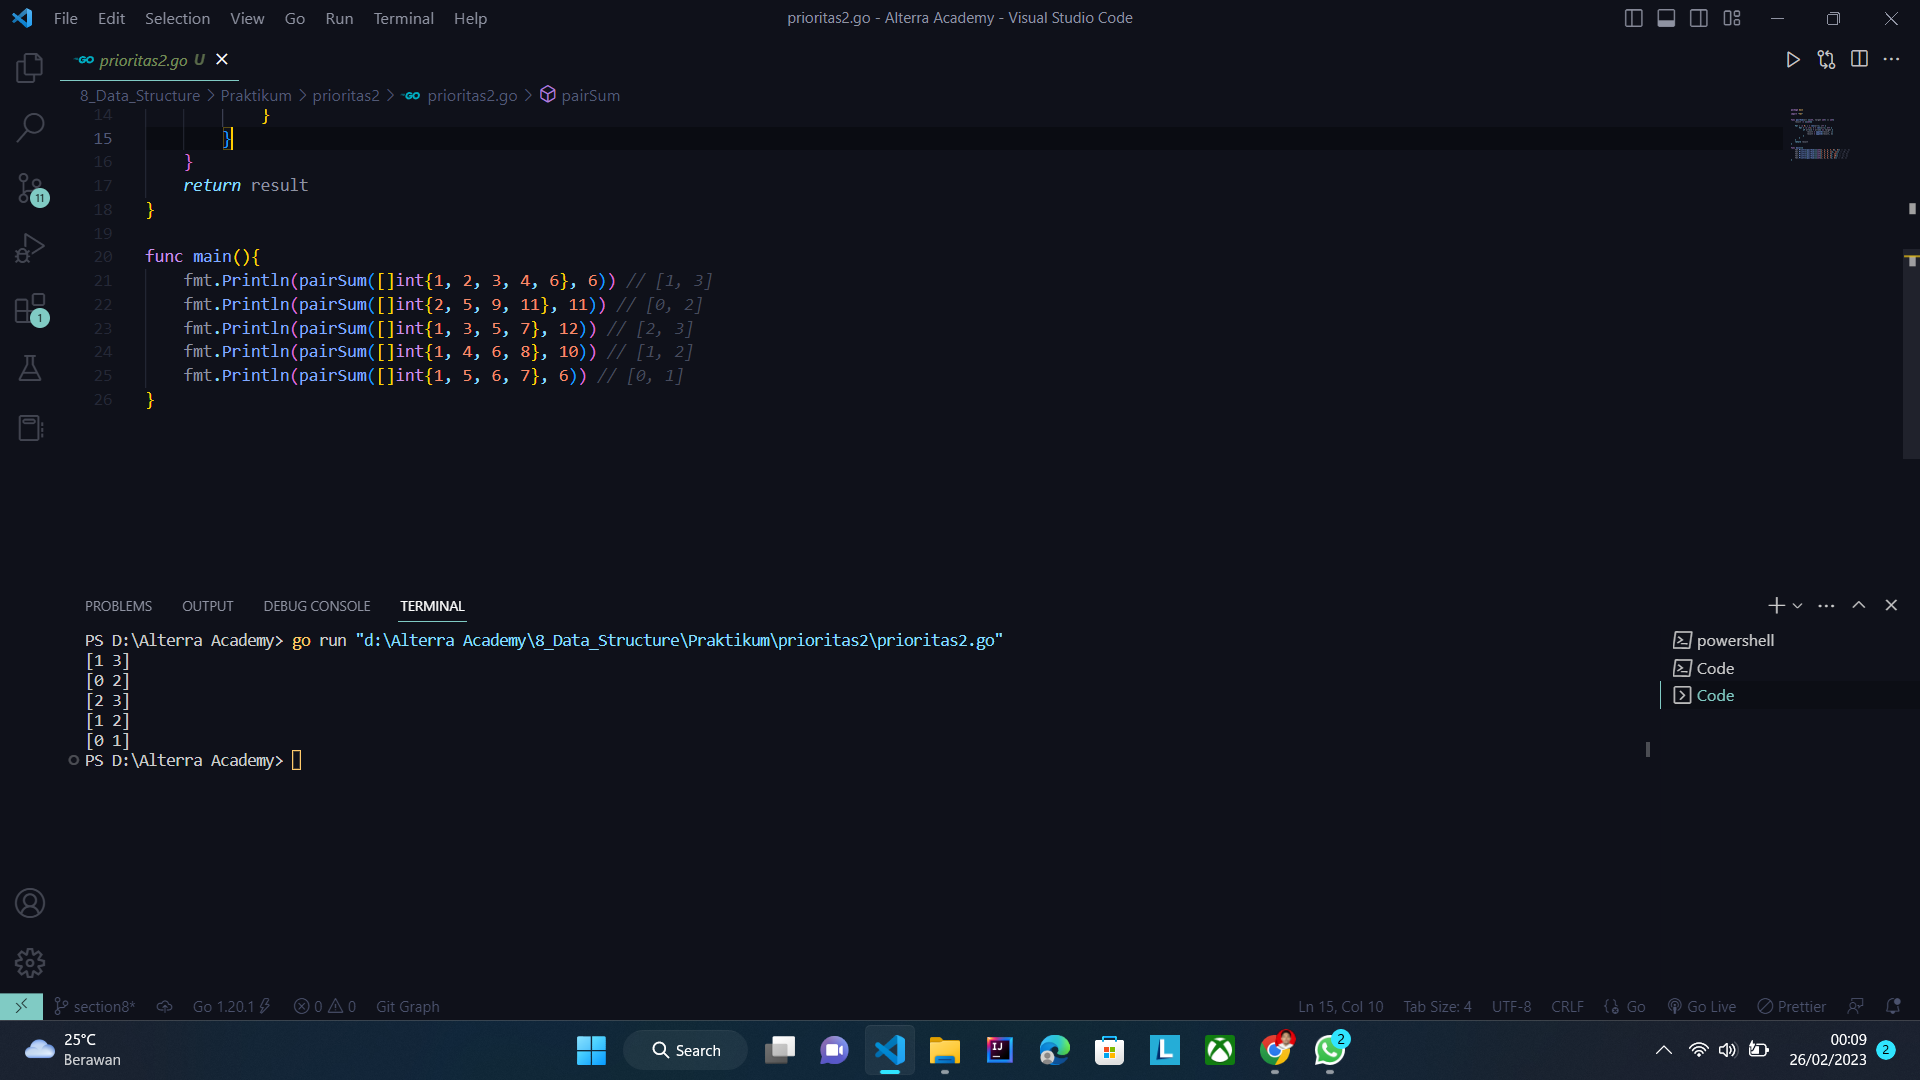 File Edit Selection View Go Run Terminal Help
prioritas2.go - Alterra Academy - Visual Studio Code
GO prioritas2.go U
8_Data_Structure > Praktikum > prioritas2 > GO prioritas2.go > pairSum
14 }
15 }
16 }
17 return result
18 }
19
20 func main(){
21 fmt.Println(pairSum([]int{1, 2, 3, 4, 6}, 6)) // [1, 3]
22 fmt.Println(pairSum([]int{2, 5, 9, 11}, 11)) // [0, 2]
23 fmt.Println(pairSum([]int{1, 3, 5, 7}, 12)) // [2, 3]
24 fmt.Println(pairSum([]int{1, 4, 6, 8}, 10)) // [1, 2]
25 fmt.Println(pairSum([]int{1, 5, 6, 7}, 6)) // [0, 1]
26 }
11
1
PROBLEMS OUTPUT DEBUG CONSOLE TERMINAL
PS D:\Alterra Academy> go run "d:\Alterra Academy\8_Data_Structure\Praktikum\prioritas2\prioritas2.go"
[1 3]
[0 2]
[2 3]
[1 2]
[0 1]
PS D:\Alterra Academy>
powershell
Code
Code
section8* Go 1.20.1 0 0 Git Graph
Ln 15, Col 10 Tab Size: 4 UTF-8 CRLF {} Go Go Live Prettier
25°C
Berawan
Search
IJ
L
2
00:09
26/02/2023
2